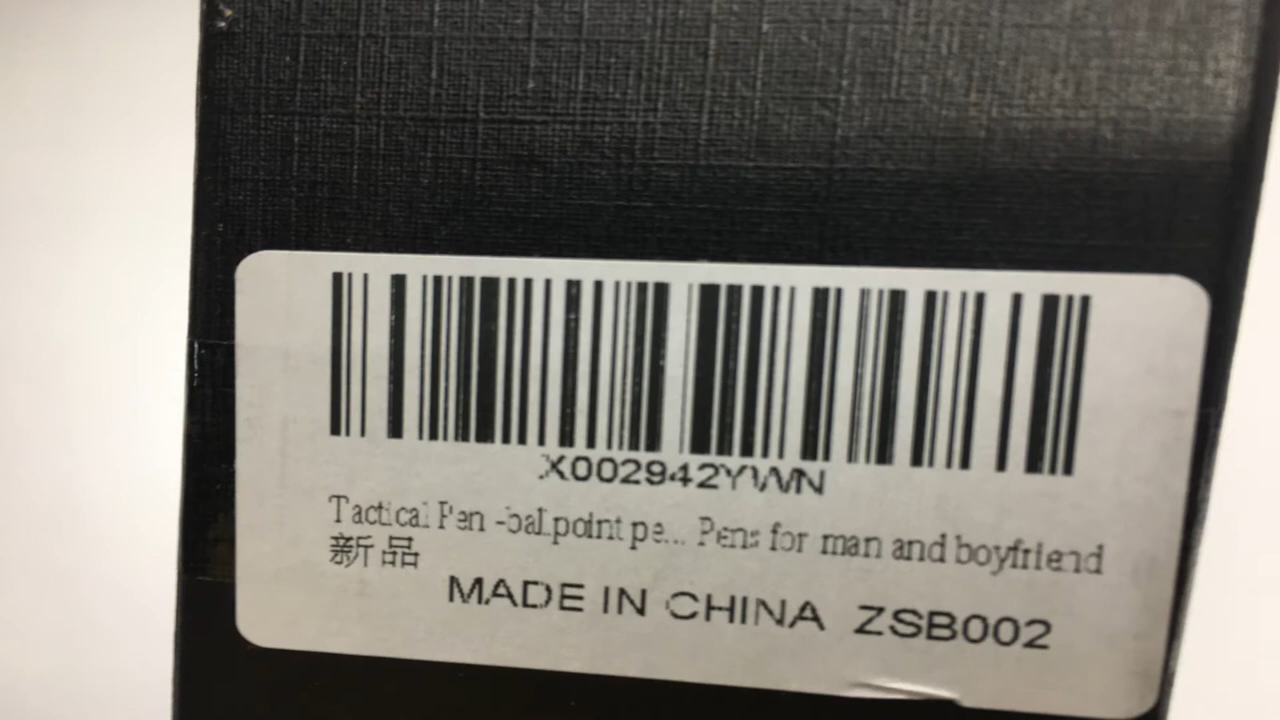 X002942YWN
Tactical Pen -ballpoint pe... Pens for man and boyfriend
新品
MADE IN CHINA ZSB002